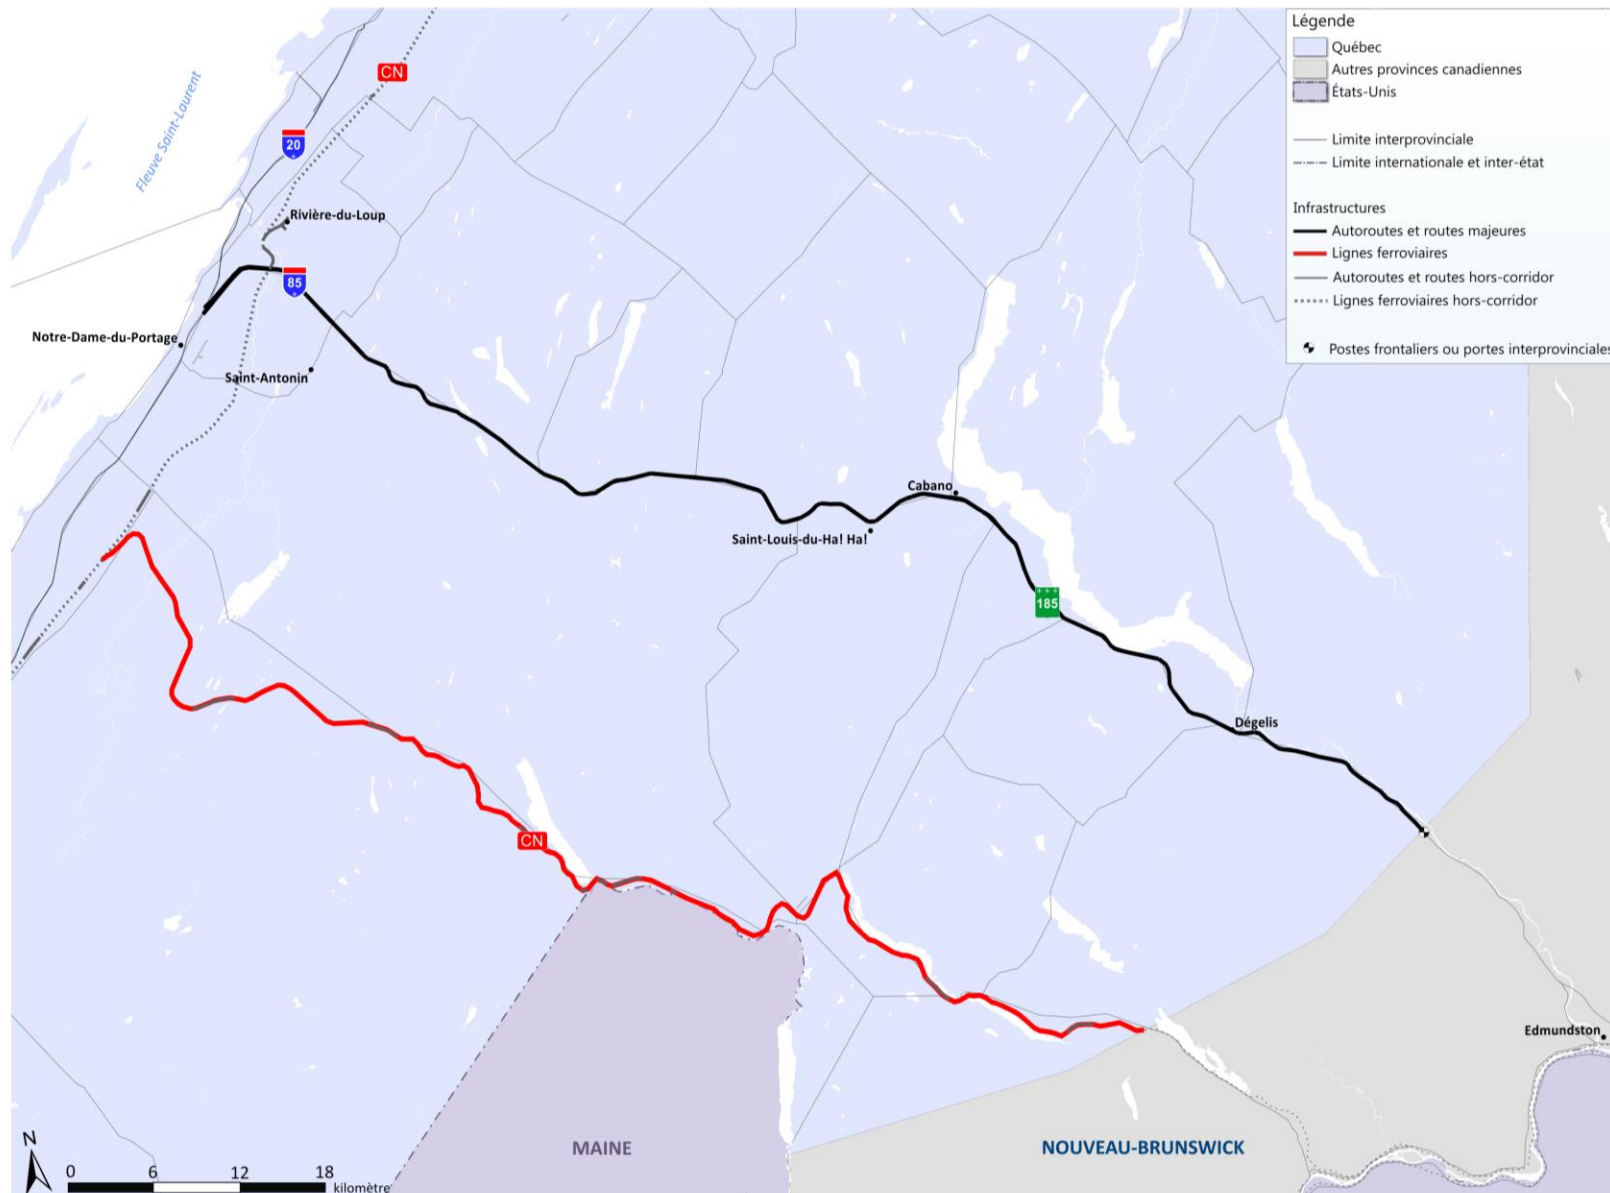 Légende
Québec
Autres provinces canadiennes
États-Unis
Limite interprovinciale
Limite internationale et inter-état
Infrastructures
Autoroutes et routes majeures
Lignes ferroviaires
Autoroutes et routes hors-corridor
Lignes ferroviaires hors-corridor
Postes frontaliers ou portes interprovinciales
CN
Fleuve Saint-Laurent
20
Rivière-du-Loup
85
Notre-Dame-du-Portage
Saint-Antonin
Cabano
Saint-Louis-du-Ha! Ha!
185
Dégelis
CN
Edmundston
MAINE
NOUVEAU-BRUNSWICK
N
0 6 12 18
kilomètre